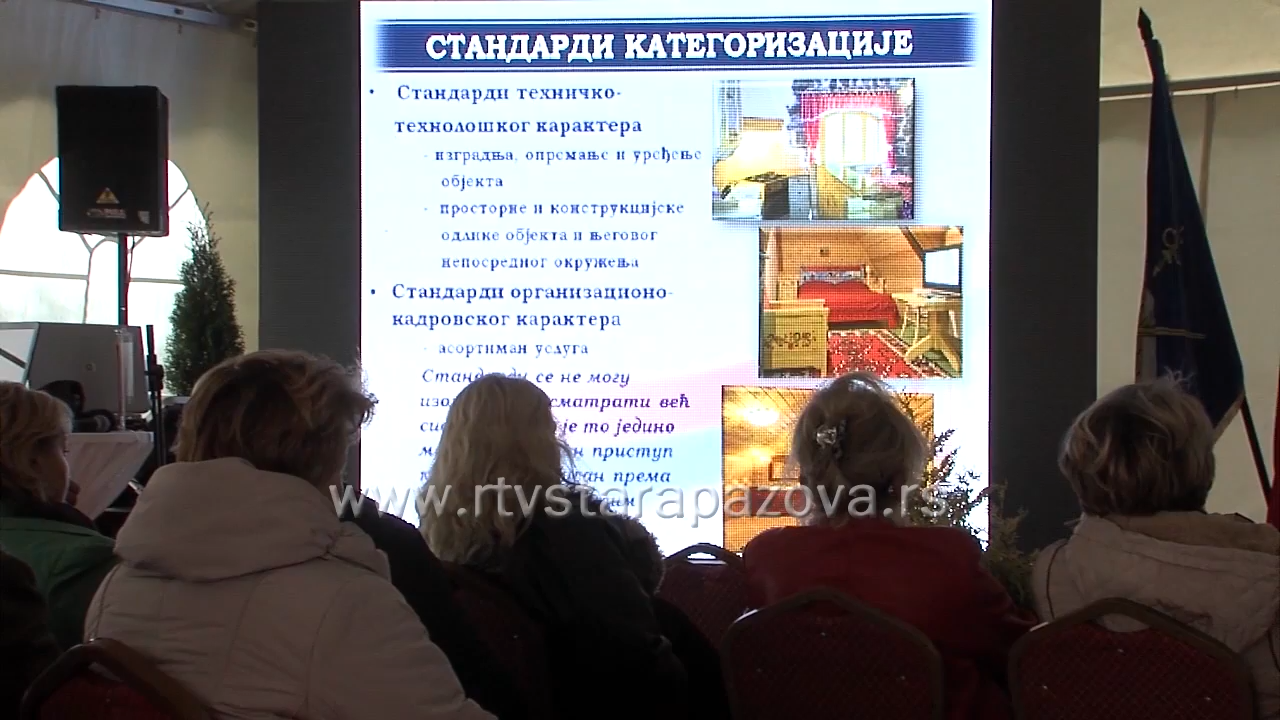 СТАНДАРДИ КАТЕГОРИЗАЦИЈЕ
• Стандарди техничко-
технолошког карактера
- изградња, опремање и уређење
објекта
- просторне и конструкцијске
одлике објекта и његовог
непосредног окружења
• Стандарди организационо-
кадровског карактера
- асортиман услуга
Стандарди се не могу
сматрати већ
је то једино
приступ
према
www.rtvstarapazova.rs